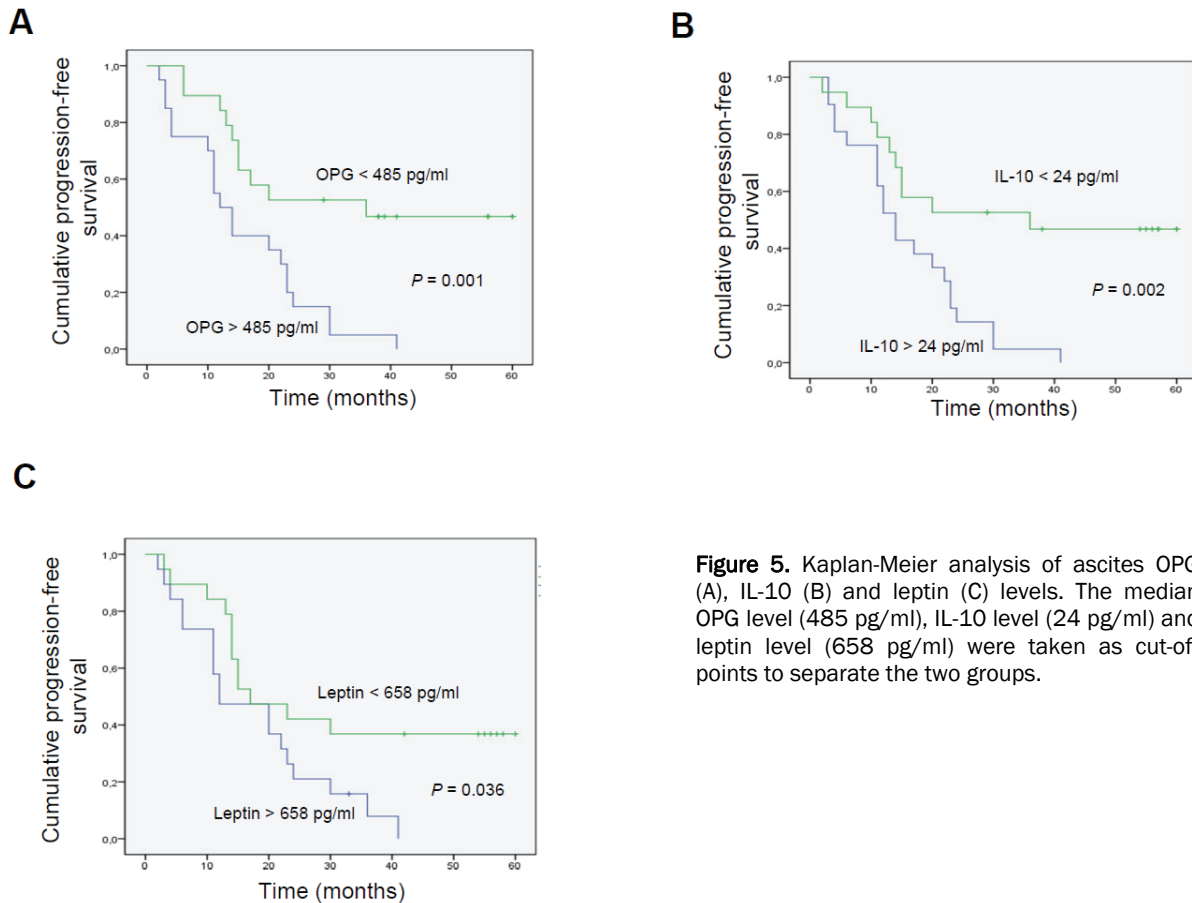 A
Cumulative progression-free
survival
1,0
0,8
0,6
0,4
0,2
0,0
OPG < 485 pg/ml
P = 0.001
OPG > 485 pg/ml
0 10 20 30 40 50 60
Time (months)
B
Cumulative progression-free
survival
1,0
0,8
0,6
0,4
0,2
0,0
IL-10 < 24 pg/ml
P = 0.002
IL-10 > 24 pg/ml
0 10 20 30 40 50 60
Time (months)
C
Cumulative progression-free
survival
1,0
0,8
0,6
0,4
0,2
0,0
Leptin < 658 pg/ml
P = 0.036
Leptin > 658 pg/ml
0 10 20 30 40 50 60
Time (months)
Figure 5. Kaplan-Meier analysis of ascites OPG
(A), IL-10 (B) and leptin (C) levels. The median
OPG level (485 pg/ml), IL-10 level (24 pg/ml) and
leptin level (658 pg/ml) were taken as cut-of
points to separate the two groups.